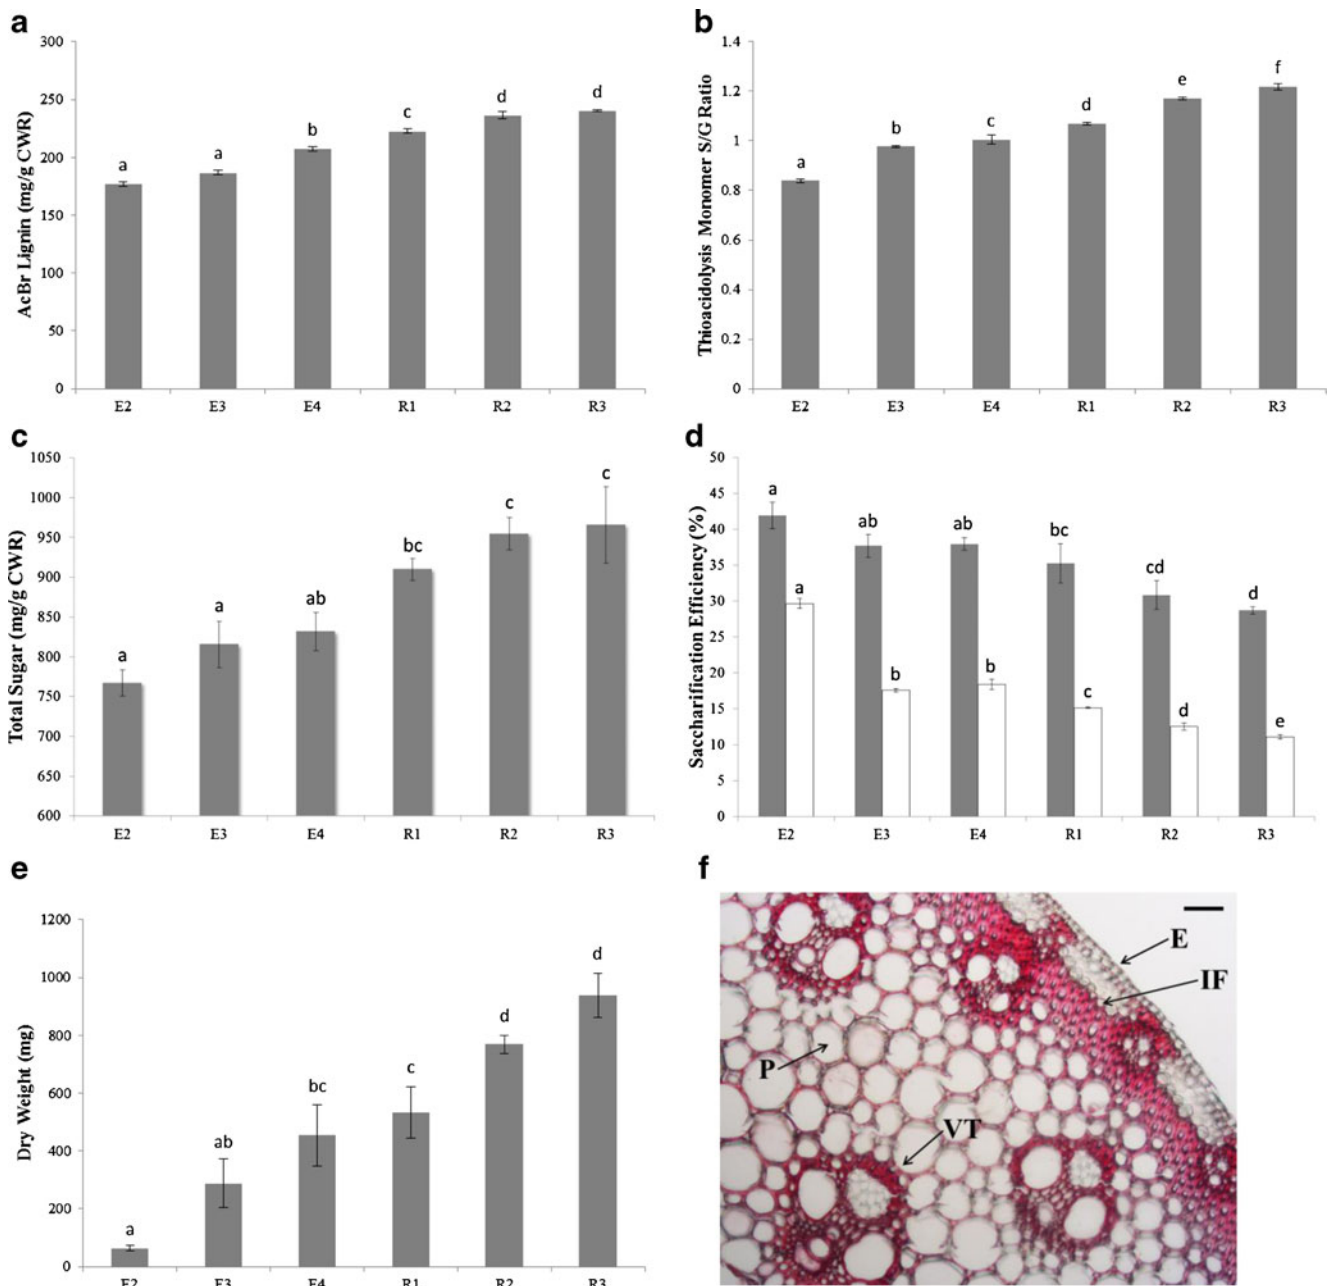 a
AcBr Lignin (mg/g CWR)
300
250
200
150
100
50
0
a
a
b
c
d
d
E2 E3 E4 R1 R2 R3
b
Thioacidolysis Monomer S/G Ratio
1.4
1.2
1
0.8
0.6
0.4
0.2
0
a
b
c
d
e
f
E2 E3 E4 R1 R2 R3
c
Total Sugar (mg/g CWR)
1050
1000
950
900
850
800
750
700
650
600
a
a
ab
bc
c
c
E2 E3 E4 R1 R2 R3
d
Saccharification Efficiency (%)
50
45
40
35
30
25
20
15
10
5
0
a
a
ab
b
ab
b
bc
c
cd
d
d
e
E2 E3 E4 R1 R2 R3
e
Dry Weight (mg)
1200
1000
800
600
400
200
0
a
ab
bc
c
d
d
E2 E3 E4 R1 R2 R3
f
E
IF
P
VT